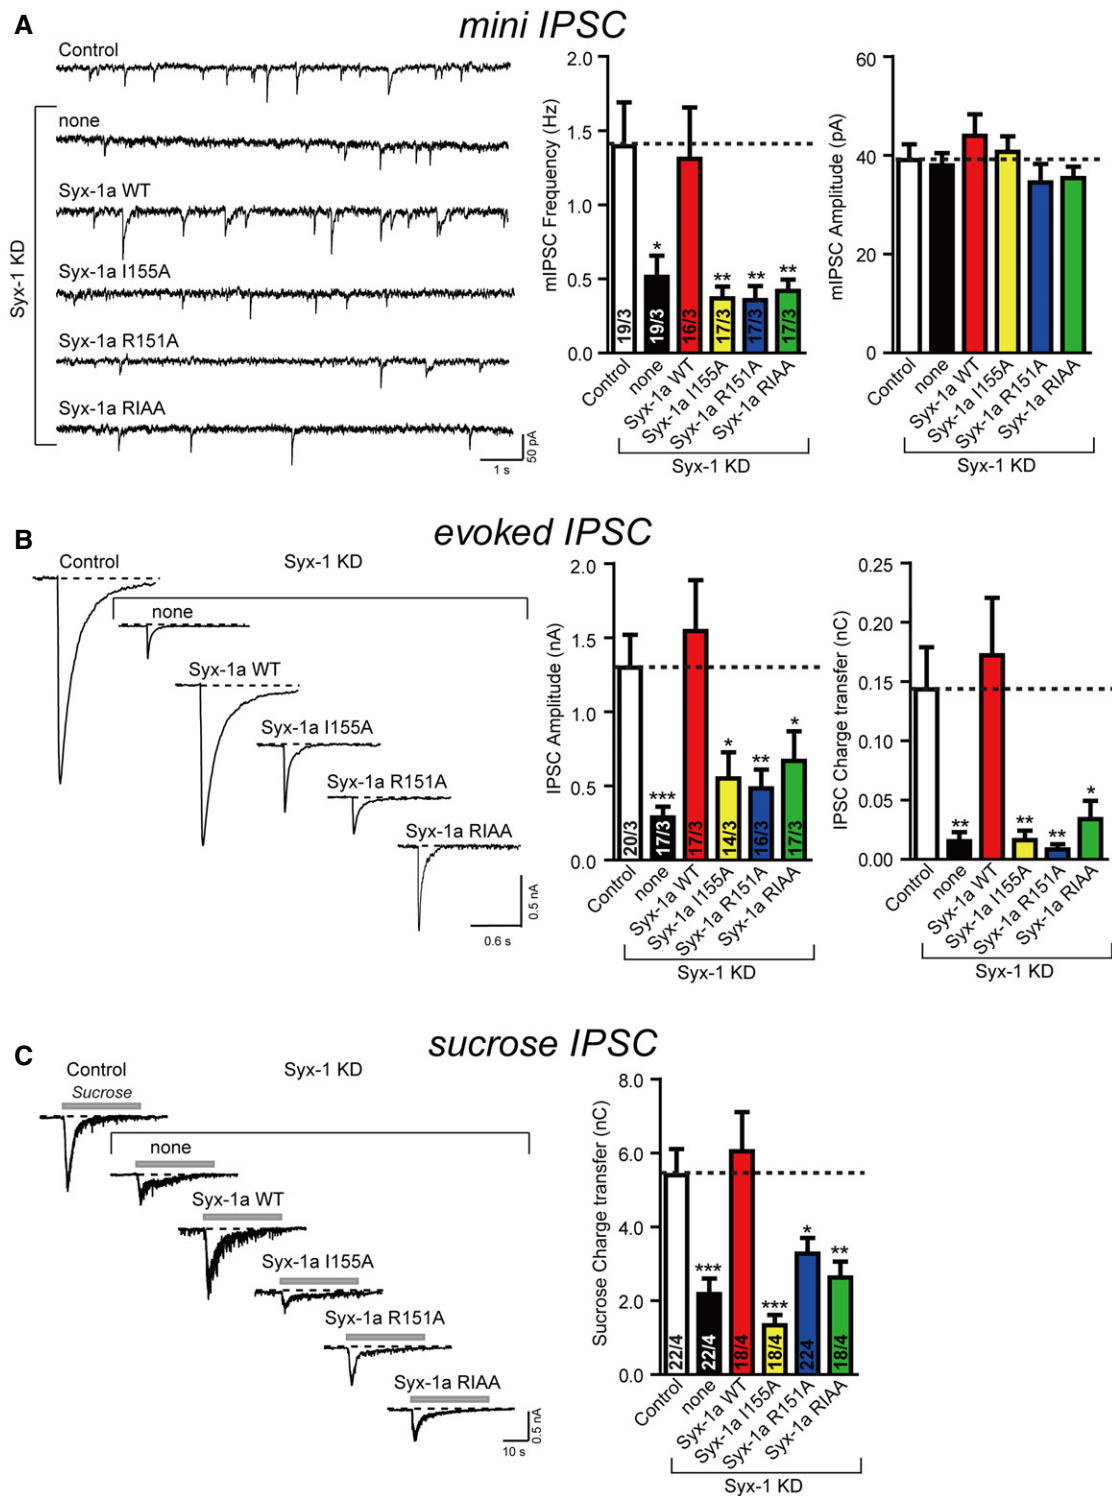 A
mini IPSC
Control
none
Syx-1a WT
Syx-1a I155A
Syx-1a R151A
Syx-1a RIAA
Syx-1 KD
50 pA
1 s
mIPSC Frequency (Hz)
2.0
1.5
1.0
0.5
0.0
*
**
**
**
19/3
19/3
16/3
17/3
17/3
17/3
Control
none
Syx-1a WT
Syx-1a I155A
Syx-1a R151A
Syx-1a RIAA
Syx-1 KD
mIPSC Amplitude (pA)
60
40
20
0
Control
none
Syx-1a WT
Syx-1a I155A
Syx-1a R151A
Syx-1a RIAA
Syx-1 KD
B
evoked IPSC
Control
Syx-1 KD
none
Syx-1a WT
Syx-1a I155A
Syx-1a R151A
Syx-1a RIAA
0.5 nA
0.6 s
IPSC Amplitude (nA)
2.0
1.5
1.0
0.5
0.0
***
*
**
*
20/3
17/3
17/3
14/3
16/3
17/3
Control
none
Syx-1a WT
Syx-1a I155A
Syx-1a R151A
Syx-1a RIAA
Syx-1 KD
IPSC Charge transfer (nC)
0.25
0.20
0.15
0.10
0.05
0.00
**
**
**
*
Control
none
Syx-1a WT
Syx-1a I155A
Syx-1a R151A
Syx-1a RIAA
Syx-1 KD
C
sucrose IPSC
Control
Syx-1 KD
Sucrose
none
Syx-1a WT
Syx-1a I155A
Syx-1a R151A
Syx-1a RIAA
0.5 nA
10 s
Sucrose Charge transfer (nC)
8.0
6.0
4.0
2.0
0.0
***
***
*
**
22/4
22/4
18/4
18/4
224
18/4
Control
none
Syx-1a WT
Syx-1a I155A
Syx-1a R151A
Syx-1a RIAA
Syx-1 KD